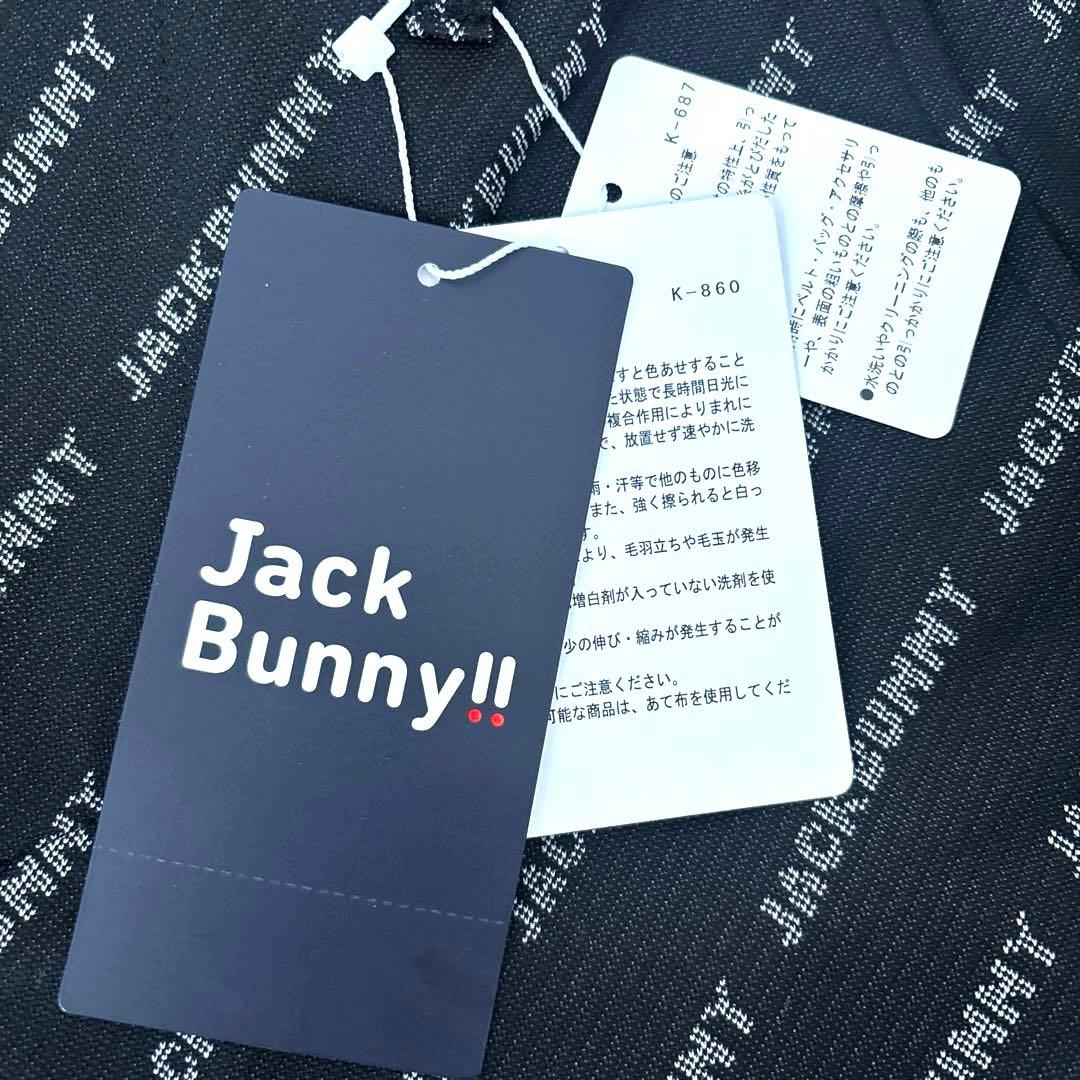 Jack
Bunny!!
K-860
すと色あせすること
た状態で長時間日光に
複合作用によりまれに
で、放置せず速やかに洗
雨・汗等で他のものに色移
また、強く擦られると白っ
す。
より、毛羽立ちや毛玉が発生
増白剤が入っていない洗剤を使
少の伸び・縮みが発生することが
にご注意ください。
可能な商品は、あて布を使用してくだ
K-687
のご注意
の特性上、引っ
がとびだした
性質をもって
時にベルト・バッグ・アクセサリ
ーや、表面の粗いものとの摩擦や引っ
かかりにご注意ください。
●水洗いやクリーニングの際も、他のも
のとの引っかかりにご注意ください。
JACK BUNNY
JACK BUNNY